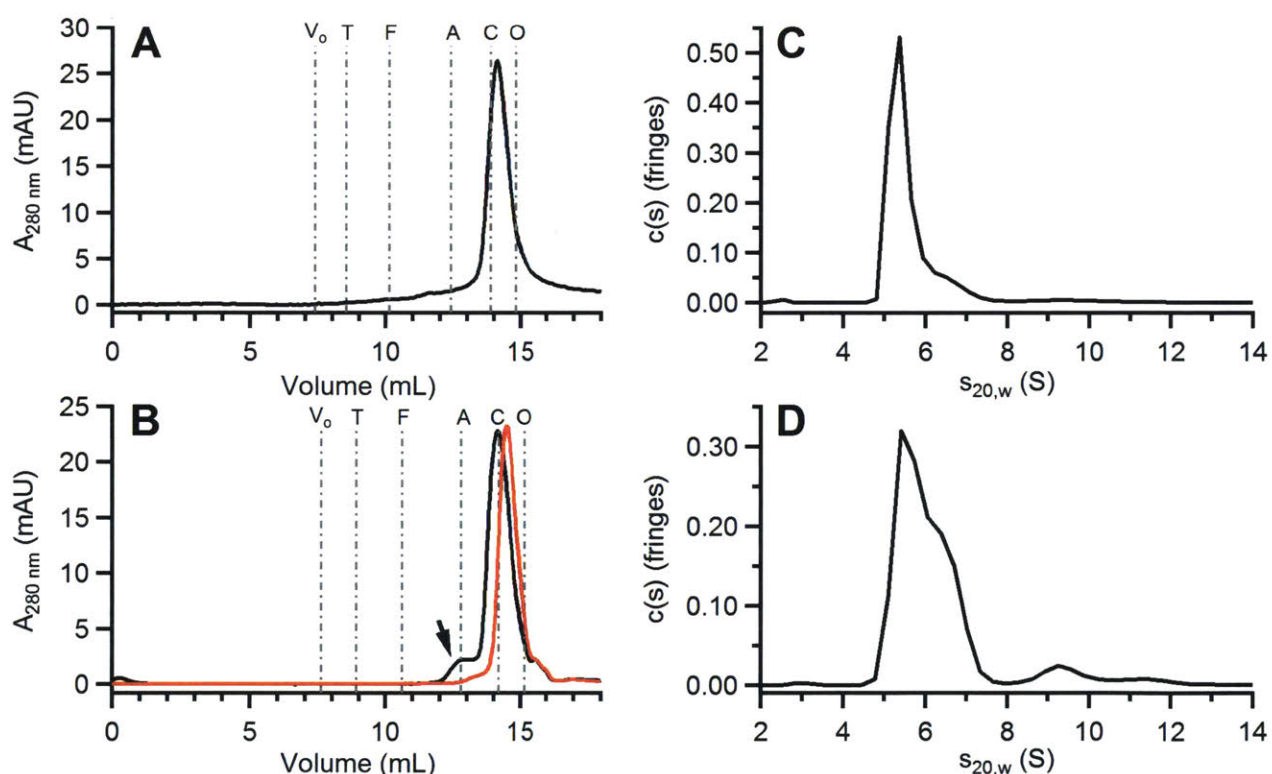 A
V₀ T F A C O
A₂₈₀ ₙₘ (mAU)
30
25
20
15
10
5
0
0 5 10 15
Volume (mL)
B
V₀ T F A C O
A₂₈₀ ₙₘ (mAU)
25
20
15
10
5
0
0 5 10 15
Volume (mL)
C
c(s) (fringes)
0.50
0.40
0.30
0.20
0.10
0.00
2 4 6 8 10 12 14
s₂₀,w (S)
D
c(s) (fringes)
0.30
0.20
0.10
0.00
2 4 6 8 10 12 14
s₂₀,w (S)